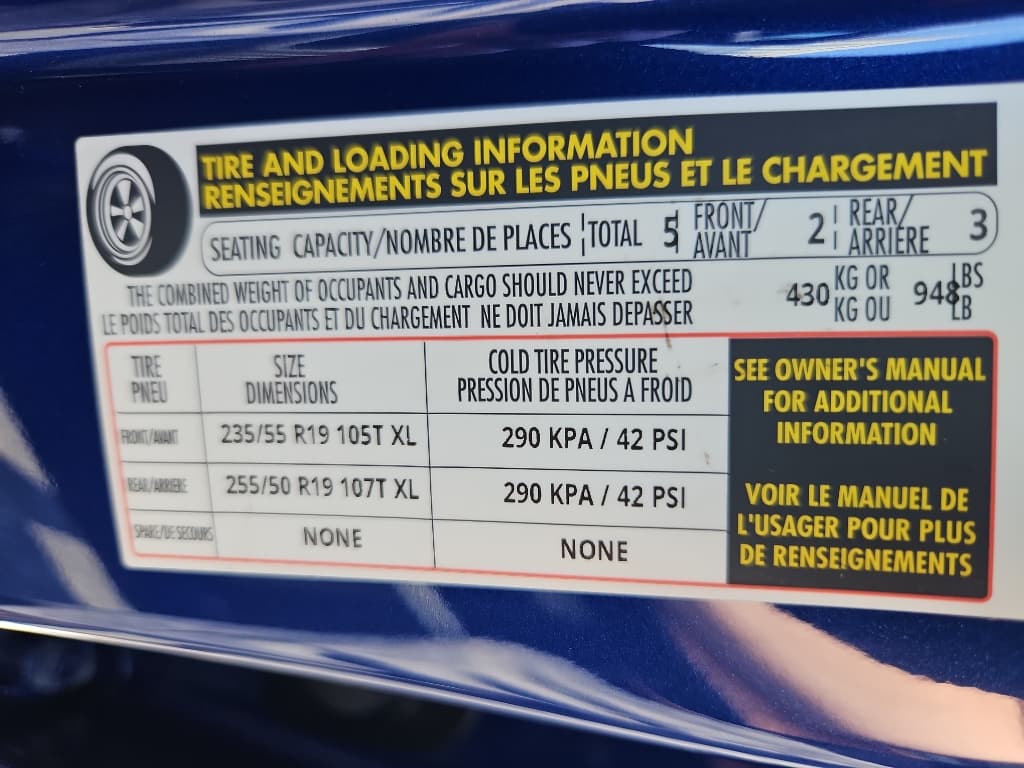 TIRE AND LOADING INFORMATION
RENSEIGNEMENTS SUR LES PNEUS ET LE CHARGEMENT
SEATING CAPACITY/NOMBRE DE PLACES TOTAL 5 FRONT/AVANT 2 REAR/ARRIÈRE 3
THE COMBINED WEIGHT OF OCCUPANTS AND CARGO SHOULD NEVER EXCEED 430 KG OR 948 LBS
LE POIDS TOTAL DES OCCUPANTS ET DU CHARGEMENT NE DOIT JAMAIS DEPASSER KG OU LB
TIRE PNEU
SIZE DIMENSIONS
COLD TIRE PRESSURE
PRESSION DE PNEUS A FROID
FRONT/AVANT 235/55 R19 105T XL 290 KPA / 42 PSI
REAR/ARRIERE 255/50 R19 107T XL 290 KPA / 42 PSI
SPARE/DE SECOURS NONE NONE
SEE OWNER'S MANUAL
FOR ADDITIONAL
INFORMATION
VOIR LE MANUEL DE
L'USAGER POUR PLUS
DE RENSEIGNEMENTS